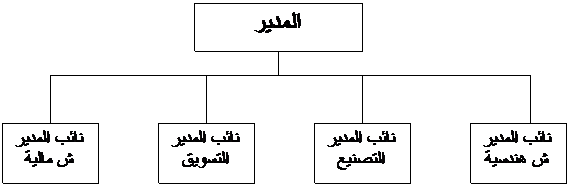 المدير
نائب المدير
ش هندسية
نائب المدير
للتصنيع
نائب المدير
للتسويق
نائب المدير
ش مالية